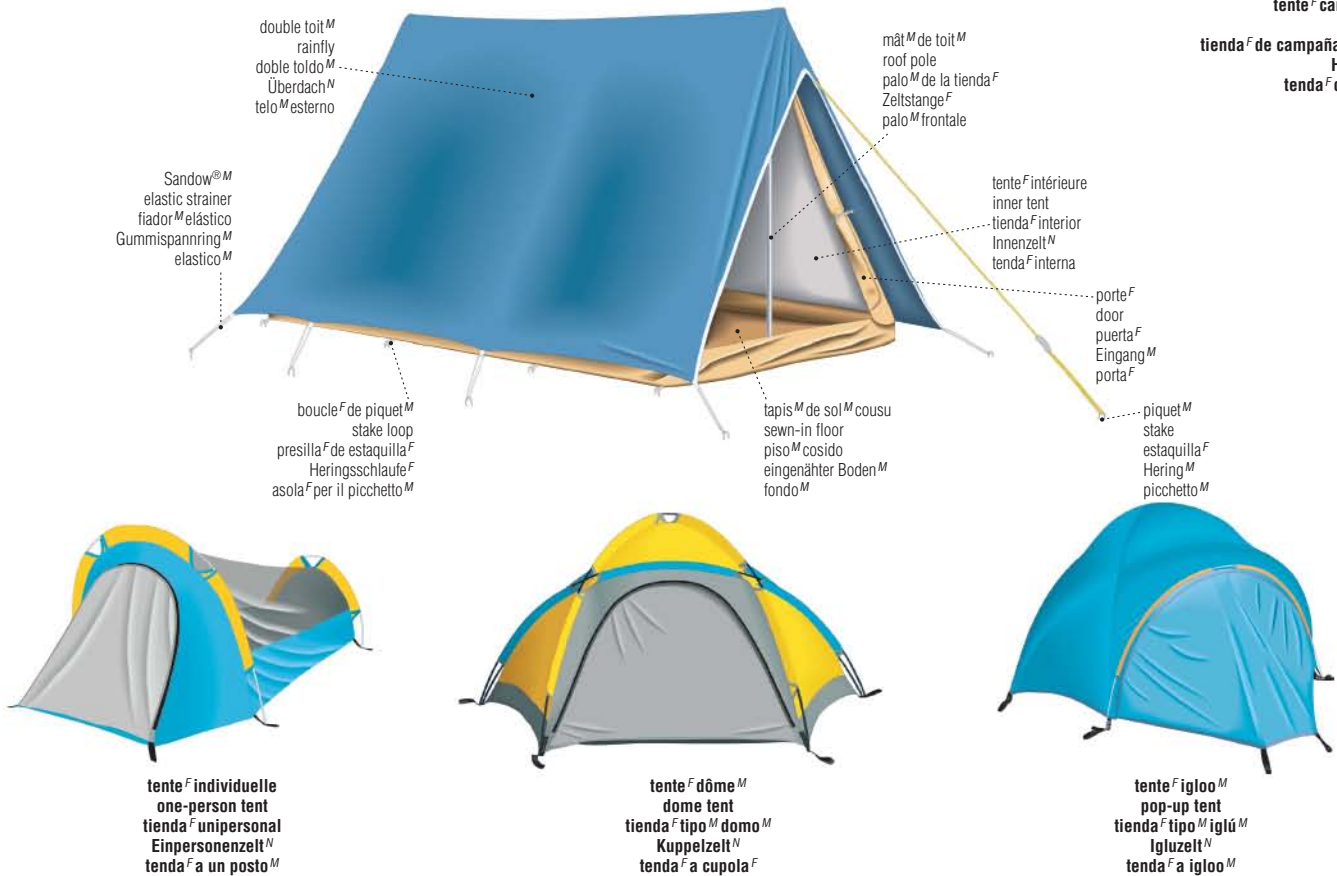 double toit M
rainfly
doble toldo M
Überdach N
telo M esterno
mât M de toit M
roof pole
palo M de la tienda F
Zeltstange F
palo M frontale
tente F
tienda F de campaña
tenda F
Sandow® M
elastic strainer
fiador M elástico
Gummispannring M
elastico M
tente F intérieure
inner tent
tienda F interior
Innenzelt N
tenda F interna
porte F
door
puerta F
Eingang M
porta F
boucle F de piquet M
stake loop
presilla F de estaquilla F
Heringsschlaufe F
asola F per il picchetto M
tapis M de sol M cousu
sewn-in floor
piso M cosido
eingenähter Boden M
fondo M
piquet M
stake
estaquilla F
Hering M
picchetto M
tente F individuelle
one-person tent
tienda F unipersonal
Einpersonenzelt N
tenda F a un posto M
tente F dôme M
dome tent
tienda F tipo M domo M
Kuppelzelt N
tenda F a cupola F
tente F igloo M
pop-up tent
tienda F tipo M iglú M
Igluzelt N
tenda F a igloo M